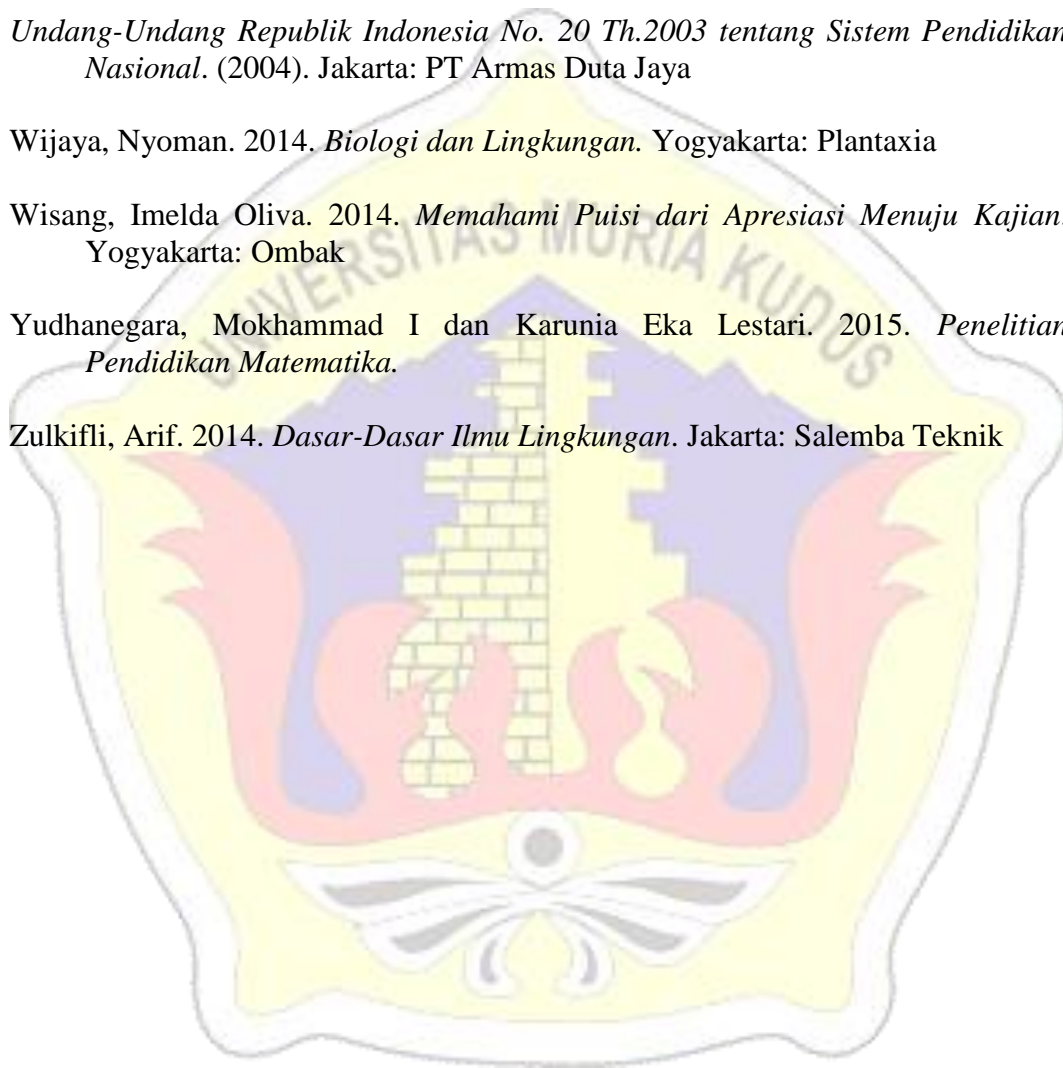 Undang-Undang Republik Indonesia No. 20 Th.2003 tentang Sistem Pendidikan
Nasional. (2004). Jakarta: PT Armas Duta Jaya
Wijaya, Nyoman. 2014. Biologi dan Lingkungan. Yogyakarta: Plantaxia
Wisang, Imelda Oliva. 2014. Memahami Puisi dari Apresiasi Menuju Kajian.
Yogyakarta: Ombak
UNIVERSITAS MURIA KUDUS
Yudhanegara, Mokhammad I dan Karunia Eka Lestari. 2015. Penelitian
Pendidikan Matematika.
Zulkifli, Arif. 2014. Dasar-Dasar Ilmu Lingkungan. Jakarta: Salemba Teknik